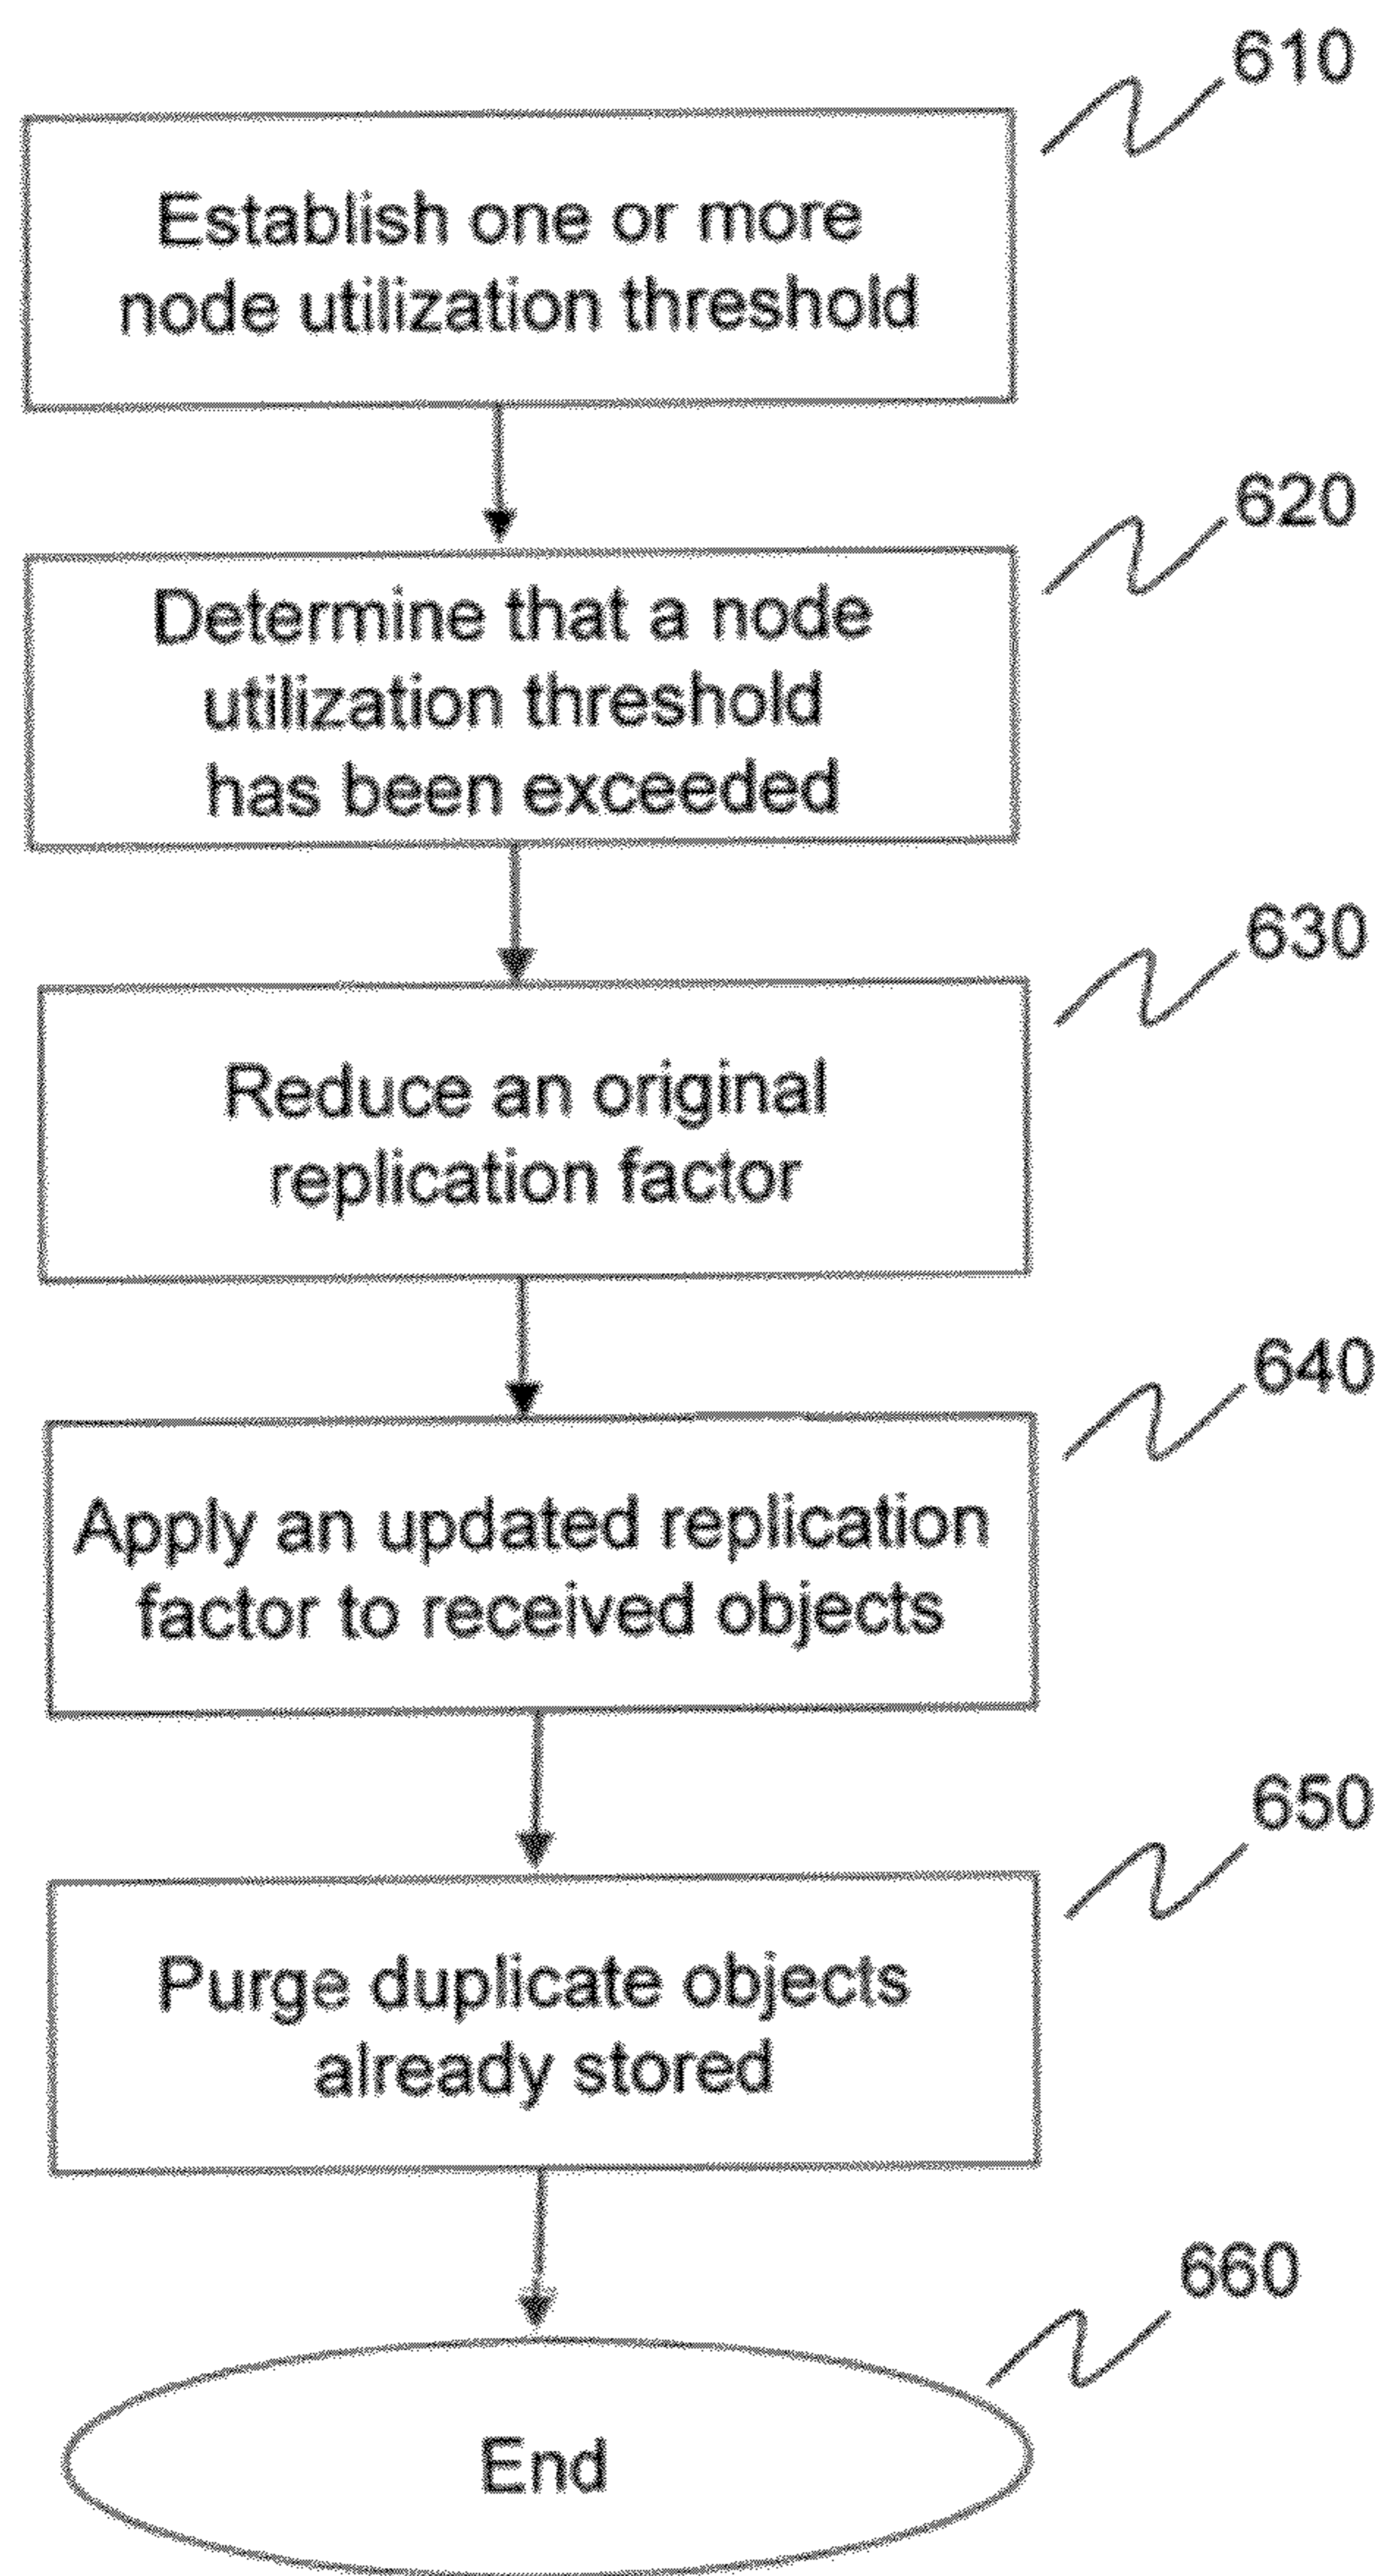 610
Establish one or more
node utilization threshold
620
Determine that a node
utilization threshold
has been exceeded
630
Reduce an original
replication factor
640
Apply an updated replication
factor to received objects
650
Purge duplicate objects
already stored
660
End